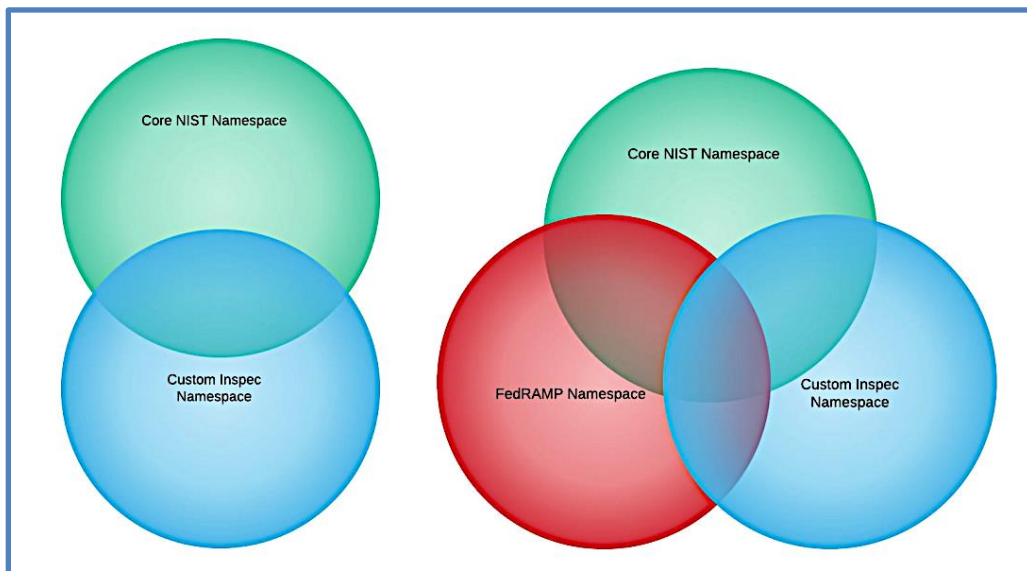 Core NIST Namespace
Custom Inspec
Namespace
Core NIST Namespace
FedRAMP Namespace
Custom Inspec
Namespace